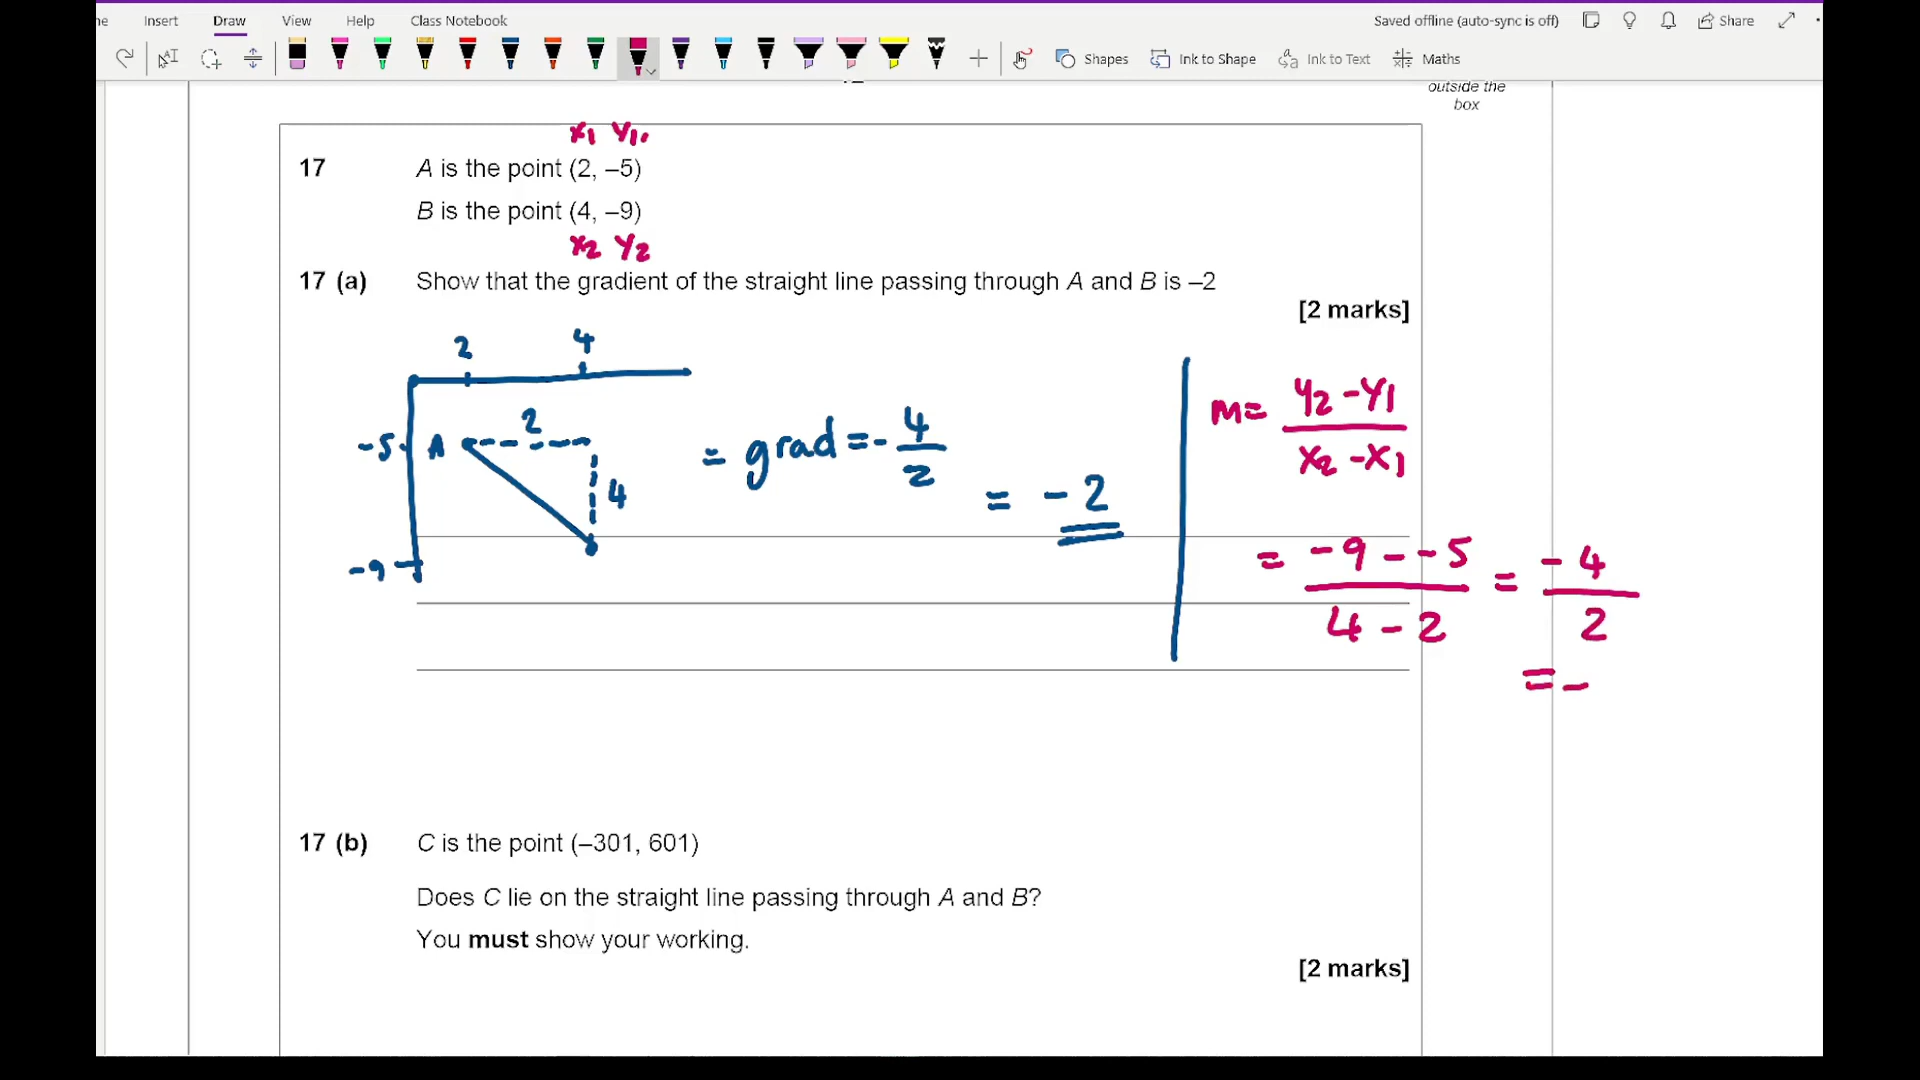 Insert Draw View Help Class Notebook Saved offline (auto-sync is off) Share
Shapes Ink to Shape Ink to Text Maths
outside the
box
x1 y1
17 A is the point (2, –5)
B is the point (4, –9)
x2 y2
17 (a) Show that the gradient of the straight line passing through A and B is –2
[2 marks]
2 4
2
-5 A
4
-9
= grad = - 4/2
= -2
m = y2 - y1 / x2 - x1
= -9 - -5 / 4 - 2 = -4 / 2
= -
17 (b) C is the point (–301, 601)
Does C lie on the straight line passing through A and B?
You must show your working.
[2 marks]